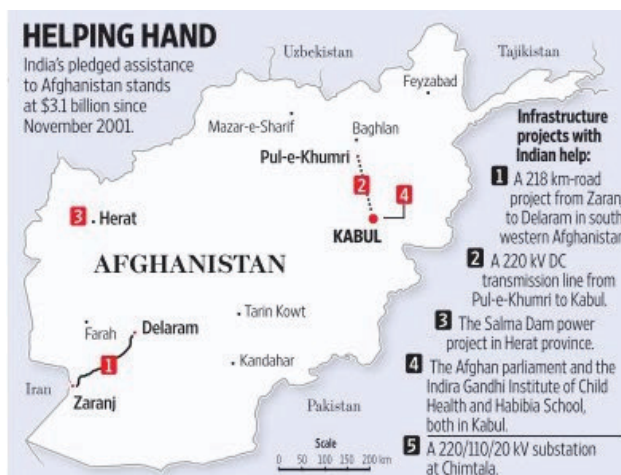 HELPING HAND
India's pledged assistance
to Afghanistan stands
at $3.1 billion since
November 2001.
Uzbekistan
Tajikistan
Feyzabad
Mazar-e-Sharif
Baghlan
Pul-e-Khumri
2
4
3
Herat
KABUL
AFGHANISTAN
Tarin Kowt
Farah
Delaram
1
Kandahar
Iran
Zaranj
Pakistan
Scale
0 50 100 150 200 km
Infrastructure
projects with
Indian help:
1 A 218 km-road
project from Zaran
to Delaram in south
western Afghanistan
2 A 220 kV DC
transmission line from
Pul-e-Khumri to Kabul.
3 The Salma Dam power
project in Herat province.
4 The Afghan parliament and the
Indira Gandhi Institute of Child
Health and Habibia School,
both in Kabul.
5 A 220/110/20 kV substation
at Chimtala.